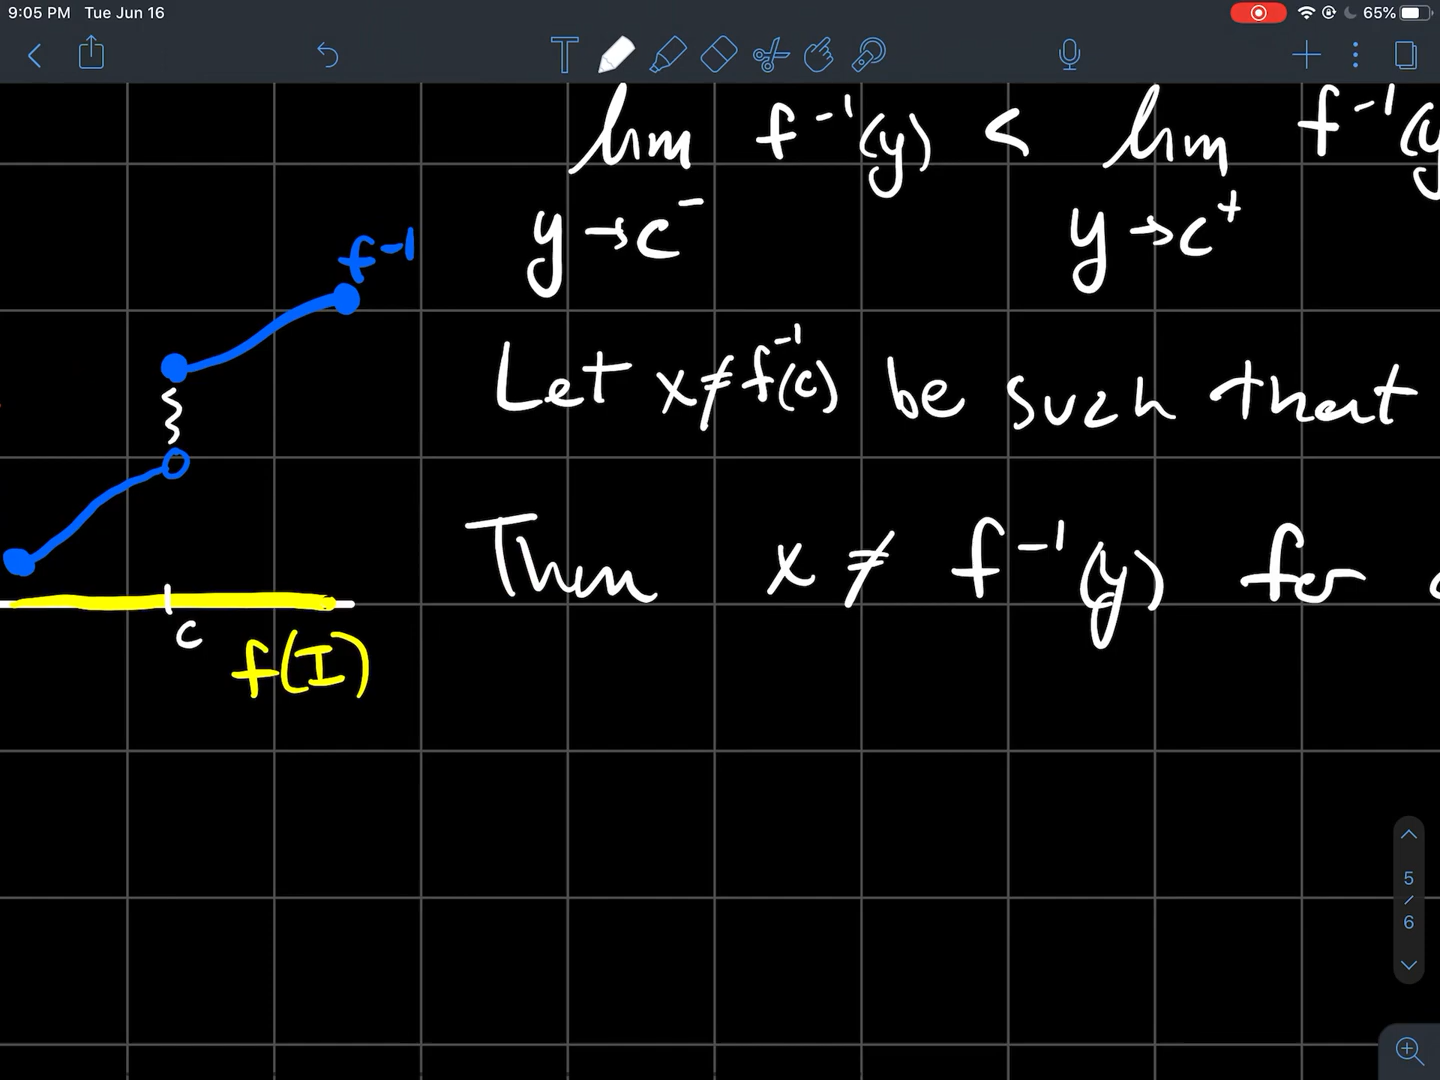 9:05 PM Tue Jun 16
65%
lim f⁻¹(y) < lim f⁻¹(y
y→c⁻ y→c⁺
f⁻¹
Let x≠f⁻¹(c) be such that
Then x ≠ f⁻¹(y) for
c
f(I)
5
/
6